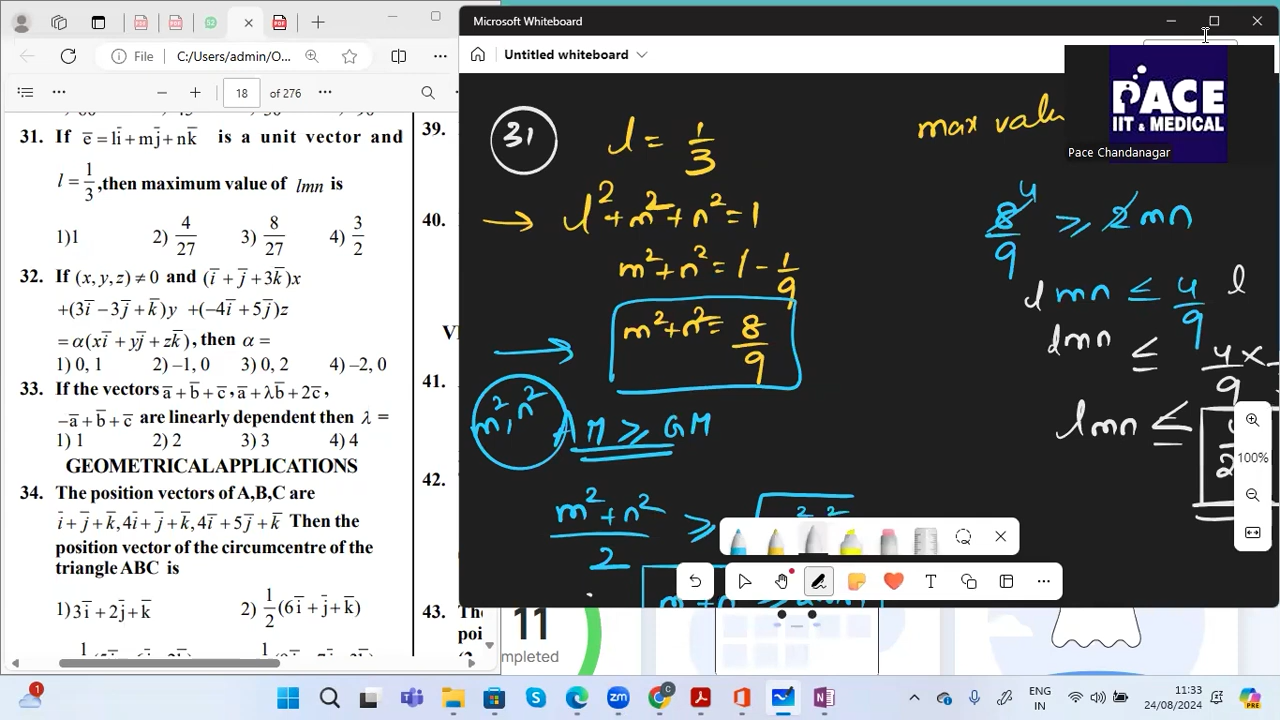 File
C:/Users/admin/O...
18
of 276
31. If e̅ = li̅ + mj̅ + nk̅ is a unit vector and
l = 1/3 ,then maximum value of lmn is
1)1 2) 4/27 3) 8/27 4) 3/2
32. If (x, y, z) ≠ 0 and (i̅ + j̅ + 3k̅)x
+(3i̅ − 3j̅ + k̅)y +(−4i̅ + 5j̅)z
= α(xi̅ + yj̅ + zk̅), then α =
1) 0, 1 2) −1, 0 3) 0, 2 4) −2, 0
33. If the vectors a̅ + b̅ + c̅, a̅ + λb̅ + 2c̅,
−a̅ + b̅ + c̅ are linearly dependent then λ =
1) 1 2) 2 3) 3 4) 4
GEOMETRICAL APPLICATIONS
34. The position vectors of A,B,C are
i̅ + j̅ + k̅, 4i̅ + j̅ + k̅, 4i̅ + 5j̅ + k̅ Then the
position vector of the circumcentre of the
triangle ABC is
1) 3i̅ + 2j̅ + k̅ 2) 1/2 (6i̅ + j̅ + k̅)
39.
40.
VI
41.
42.
43. The
poi
Microsoft Whiteboard
Untitled whiteboard
31
l = 1/3
→ l² + m² + n² = 1
m² + n² = 1 − 1/9
m² + n² = 8/9
m², n²
AM ≥ GM
(m² + n²)/2 ≥
max valu
8/9 ≥ 2mn
4
lmn ≤ 4/9 l
lmn ≤ 4/9 ×
lmn ≤
PACE
IIT & MEDICAL
Pace Chandanagar
100%
11
mpleted
1
ENG
IN
11:33
24/08/2024
PRE